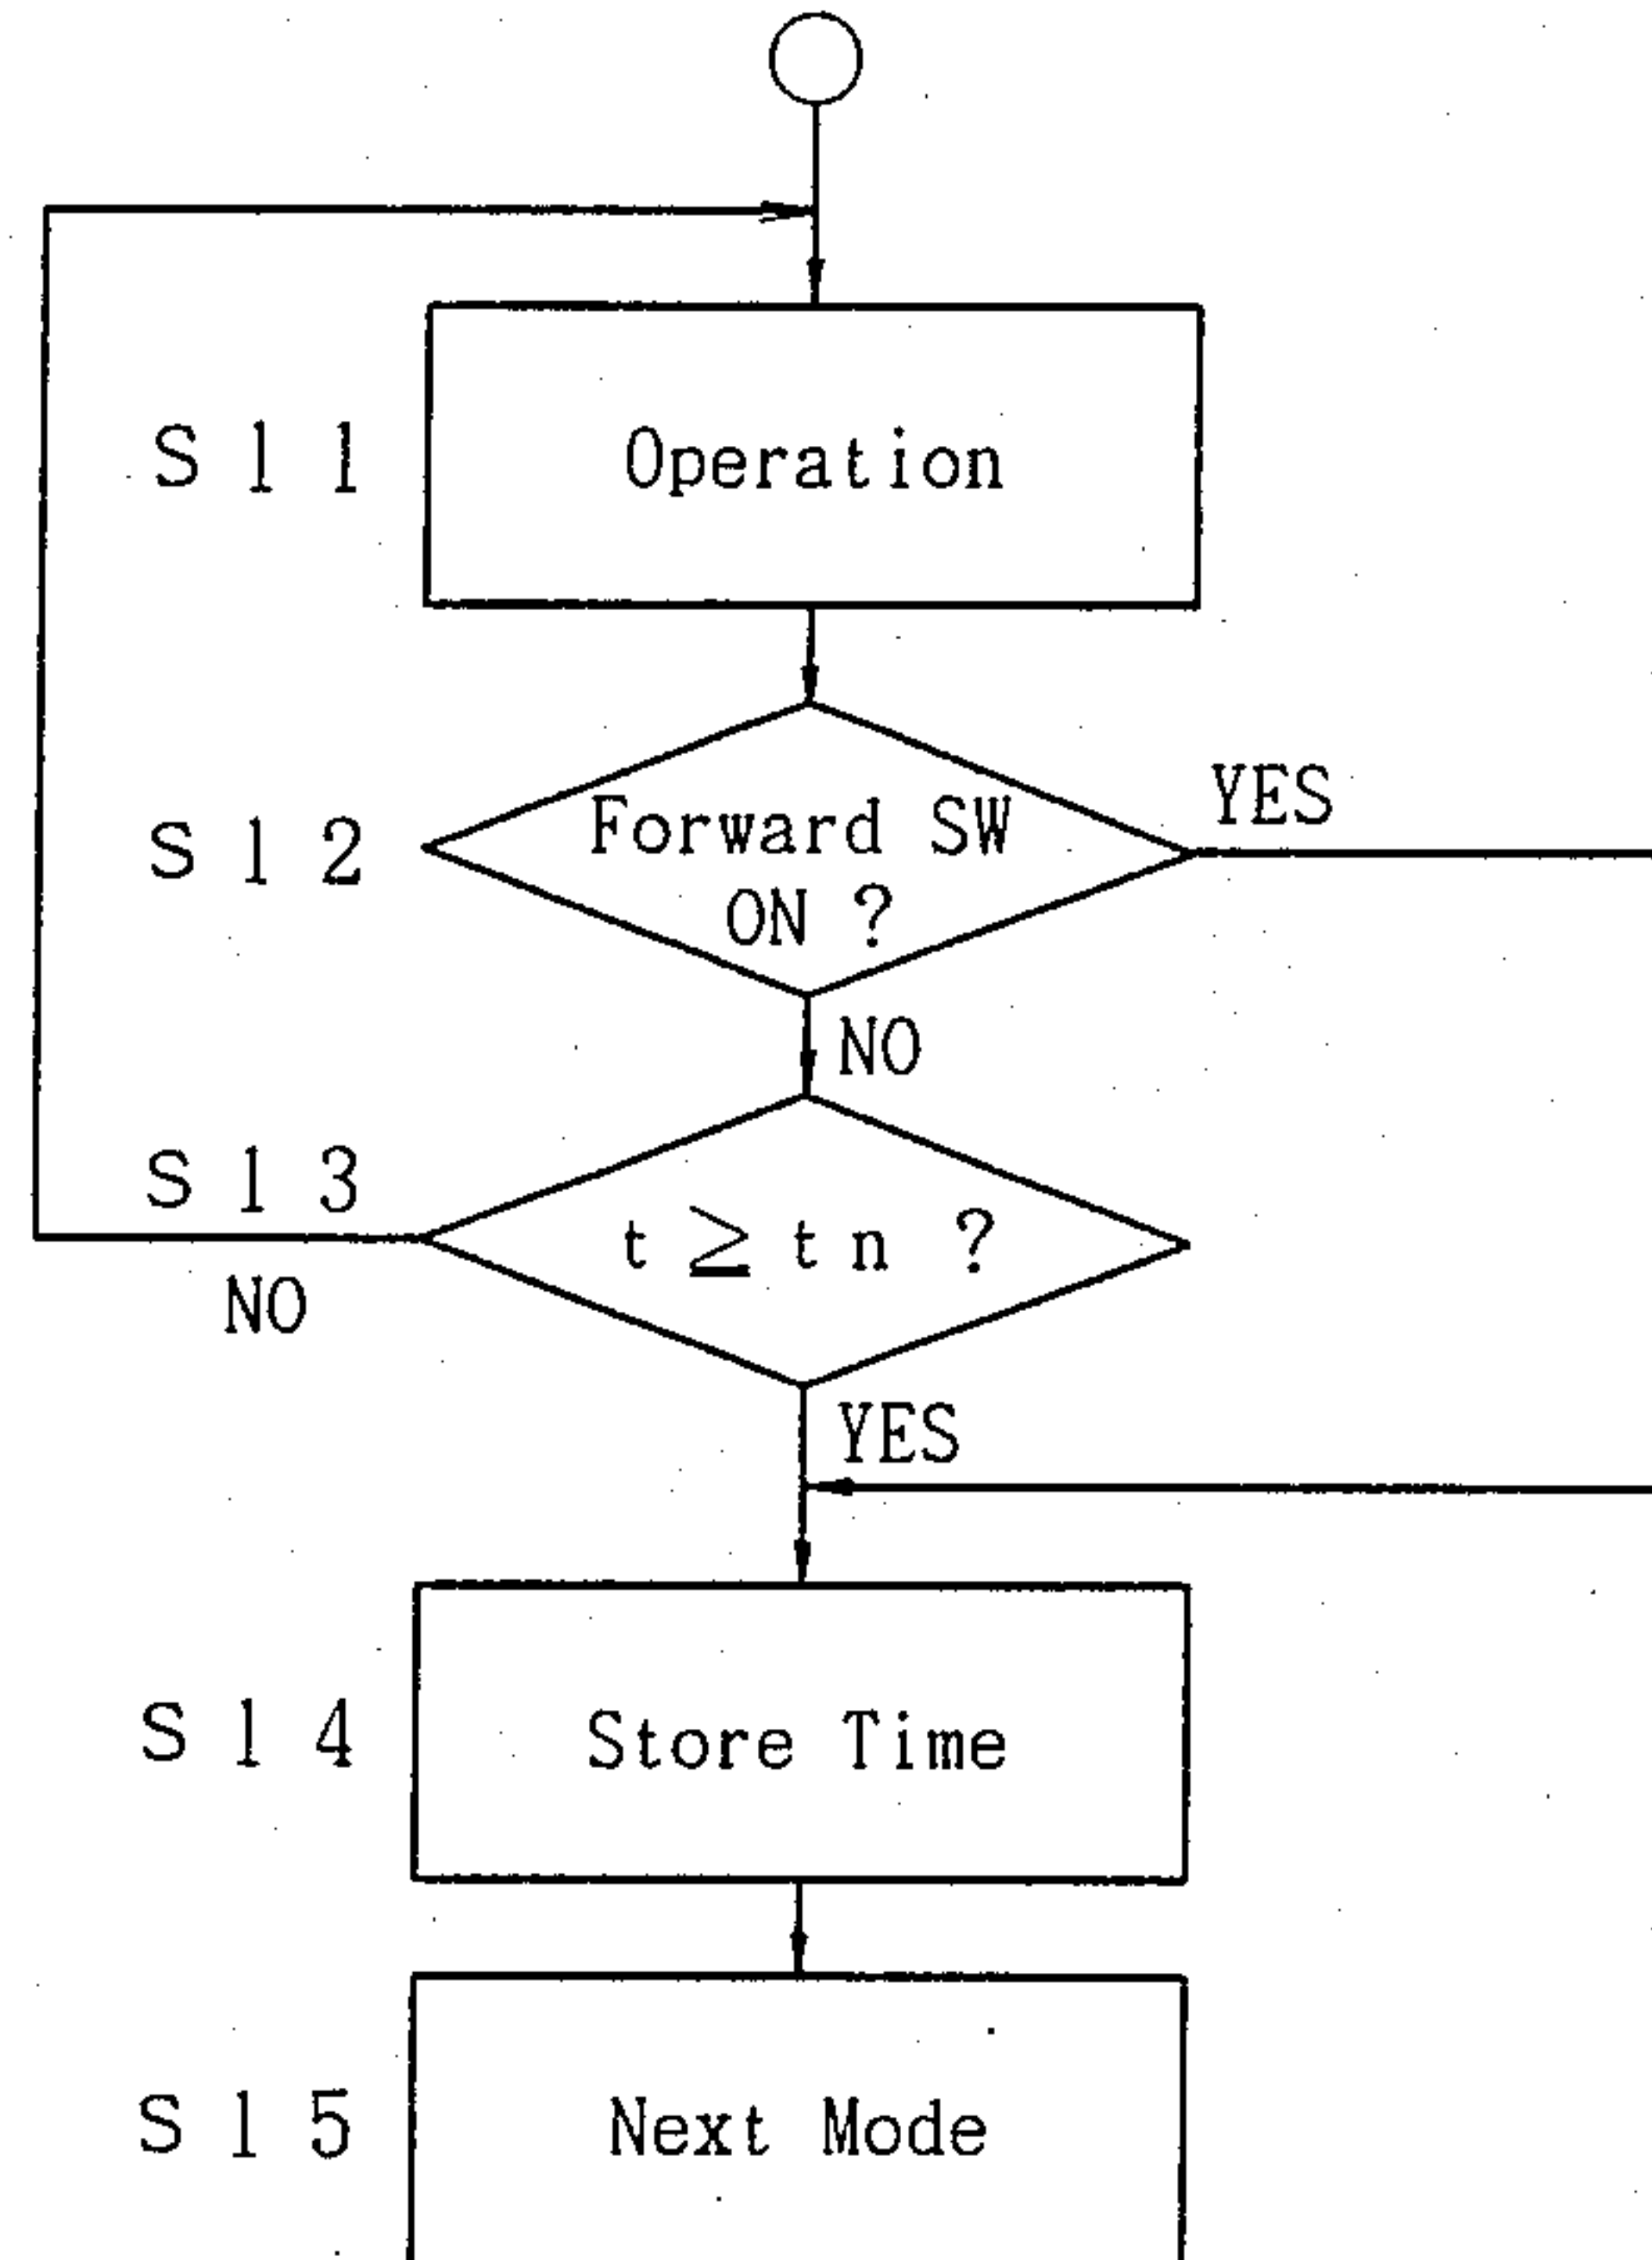 S11 Operation
S12 Forward SW YES
ON ?
NO
S13
t ≥ tn ?
NO
YES
S14 Store Time
S15 Next Mode